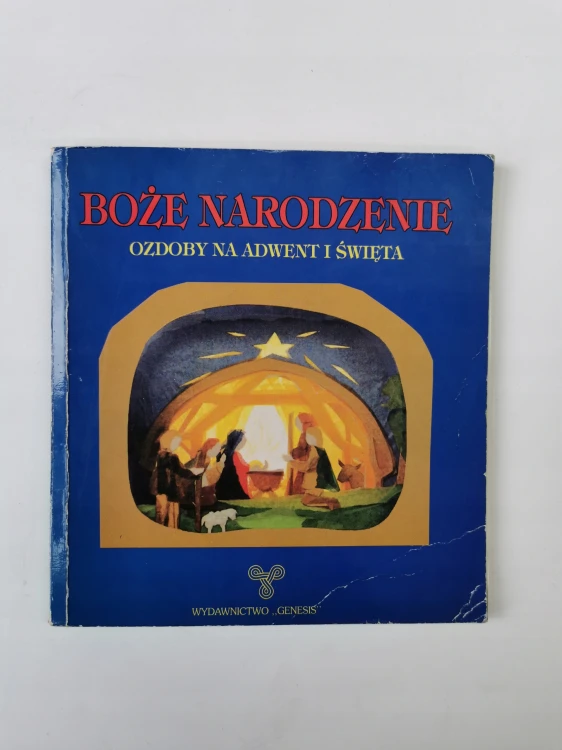 BOŻE NARODZENIE
OZDOBY NA ADWENT I ŚWIĘTA
WYDAWNICTWO ,,GENESIS"